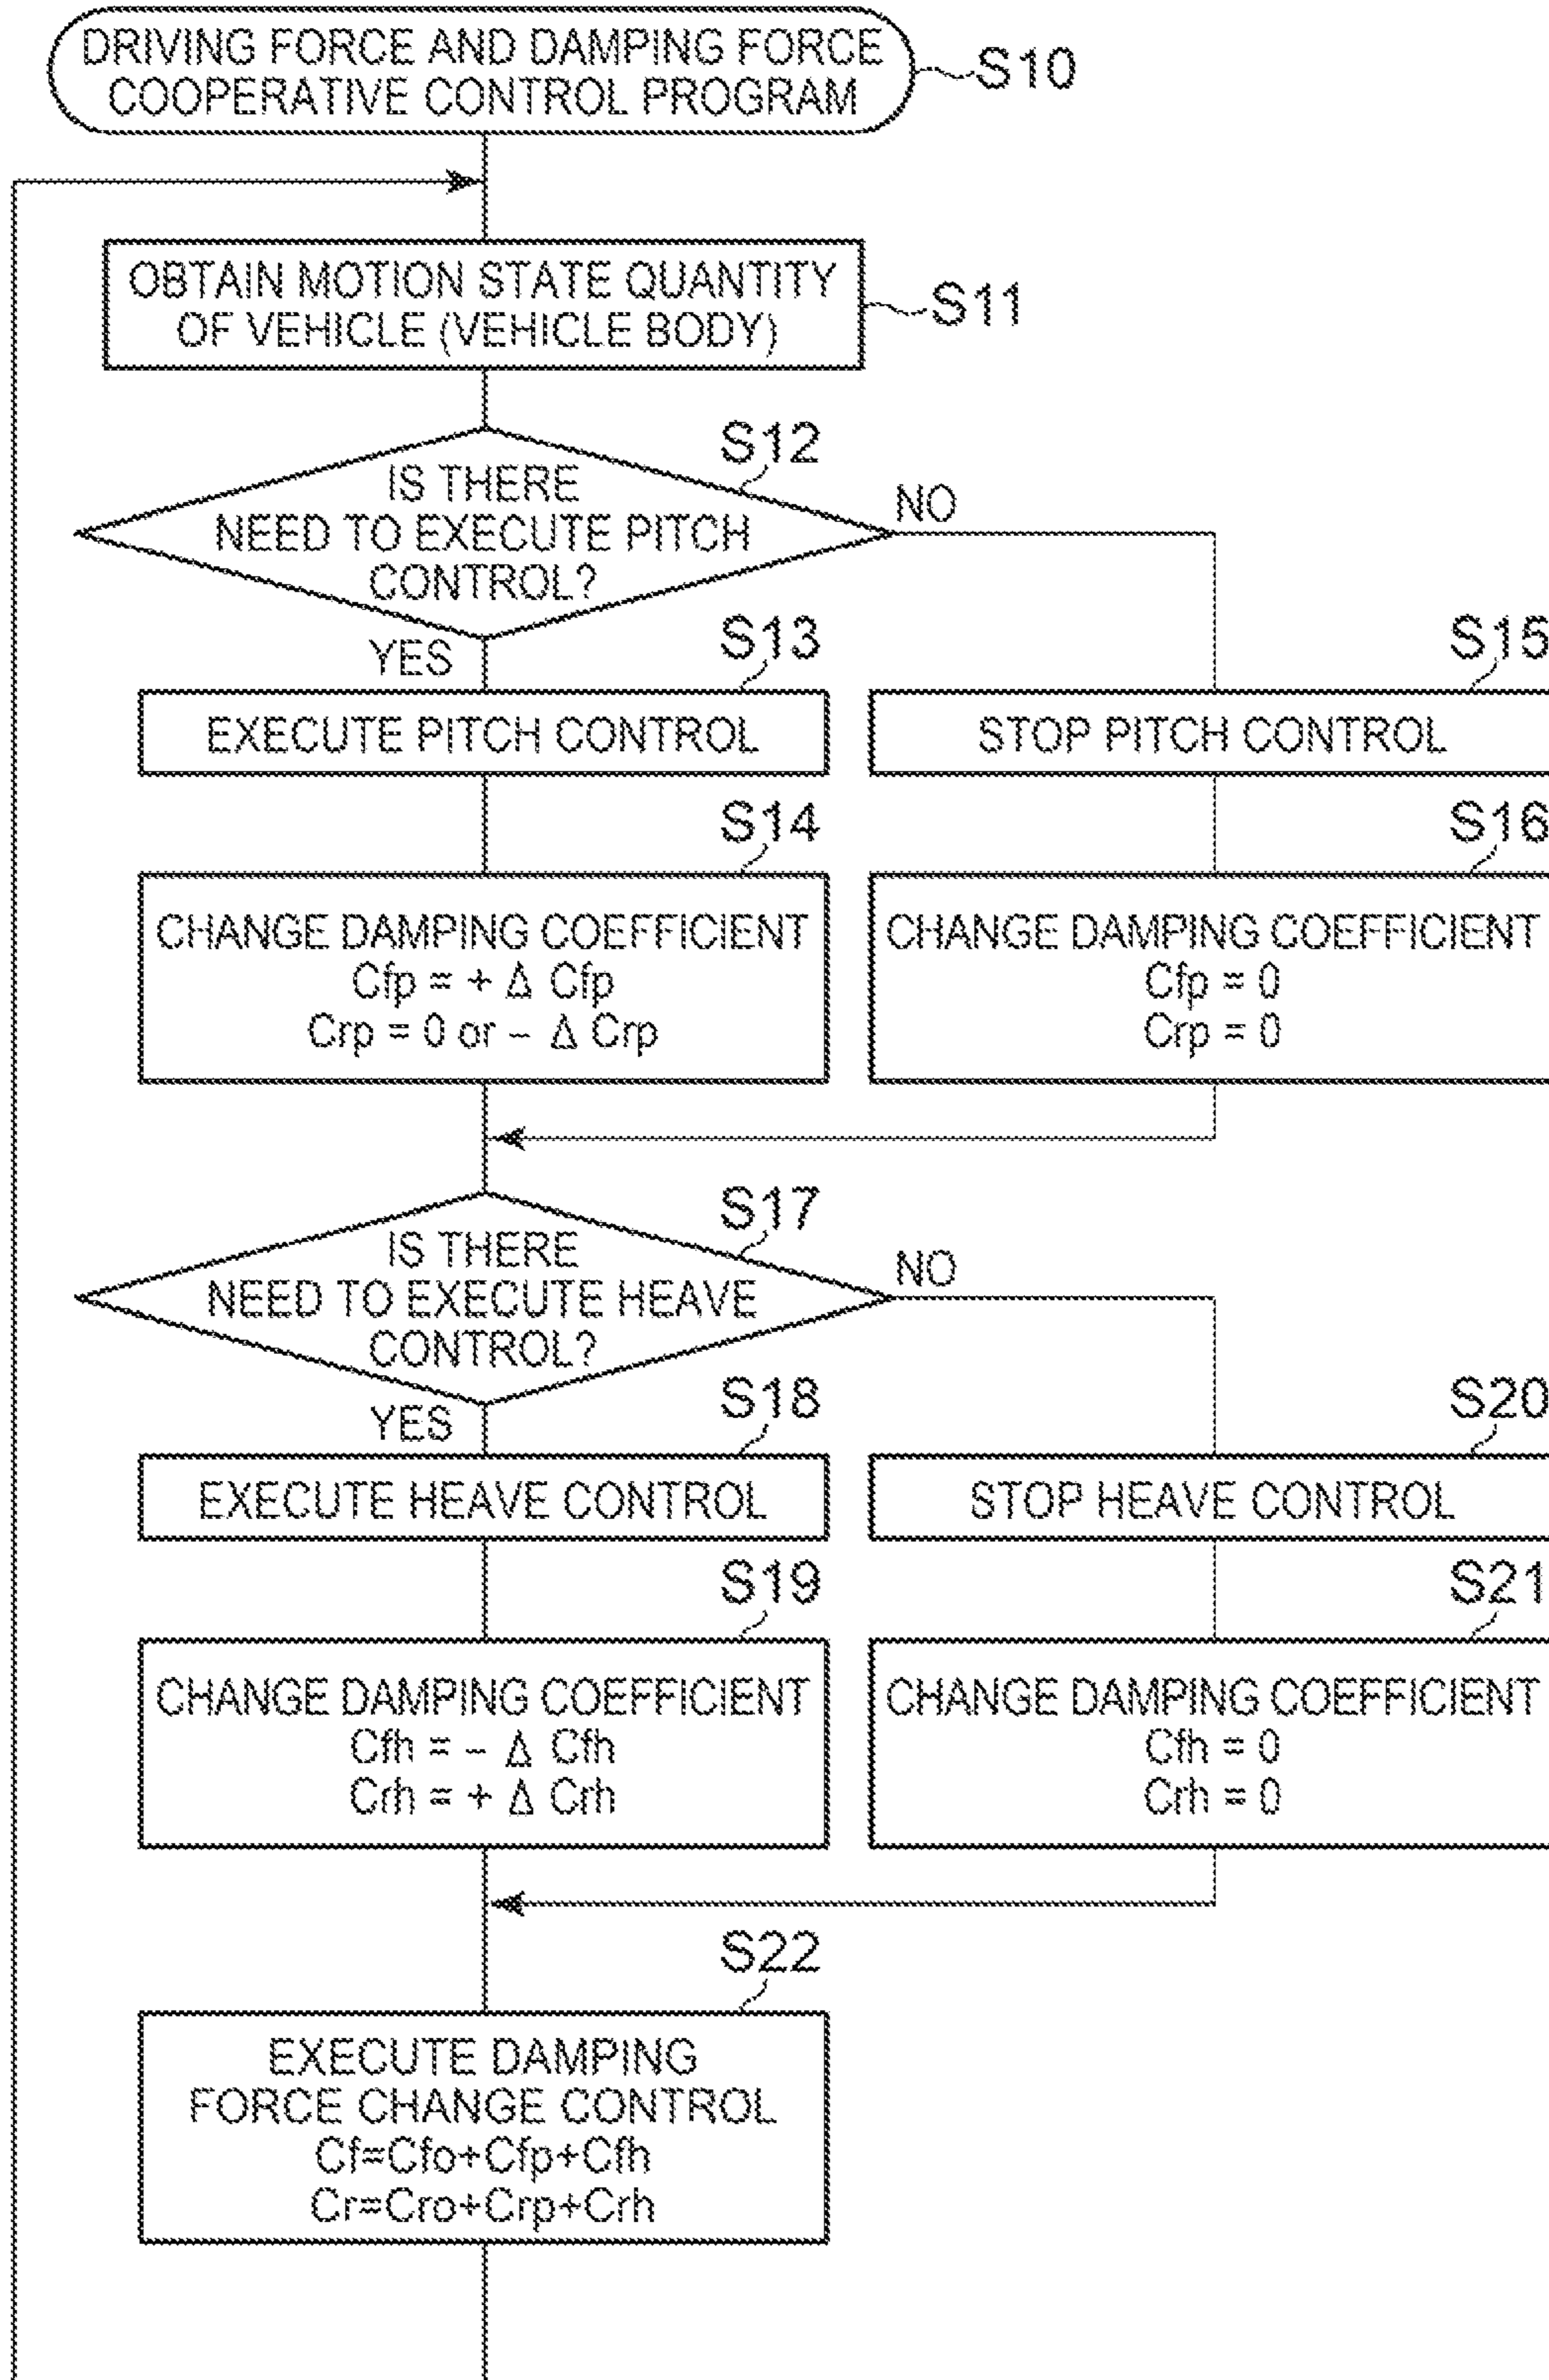 DRIVING FORCE AND DAMPING FORCE
COOPERATIVE CONTROL PROGRAM
S10
OBTAIN MOTION STATE QUANTITY
OF VEHICLE (VEHICLE BODY)
S11
S12
IS THERE
NEED TO EXECUTE PITCH
CONTROL?
NO
YES
S13
EXECUTE PITCH CONTROL
S15
STOP PITCH CONTROL
S14
CHANGE DAMPING COEFFICIENT
Cfp = + Δ Cfp
Crp = 0 or − Δ Crp
S16
CHANGE DAMPING COEFFICIENT
Cfp = 0
Crp = 0
S17
IS THERE
NEED TO EXECUTE HEAVE
CONTROL?
NO
YES
S18
EXECUTE HEAVE CONTROL
S20
STOP HEAVE CONTROL
S19
CHANGE DAMPING COEFFICIENT
Cfh = − Δ Cfh
Crh = + Δ Crh
S21
CHANGE DAMPING COEFFICIENT
Cfh = 0
Crh = 0
S22
EXECUTE DAMPING
FORCE CHANGE CONTROL
Cf=Cfo+Cfp+Cfh
Cr=Cro+Crp+Crh